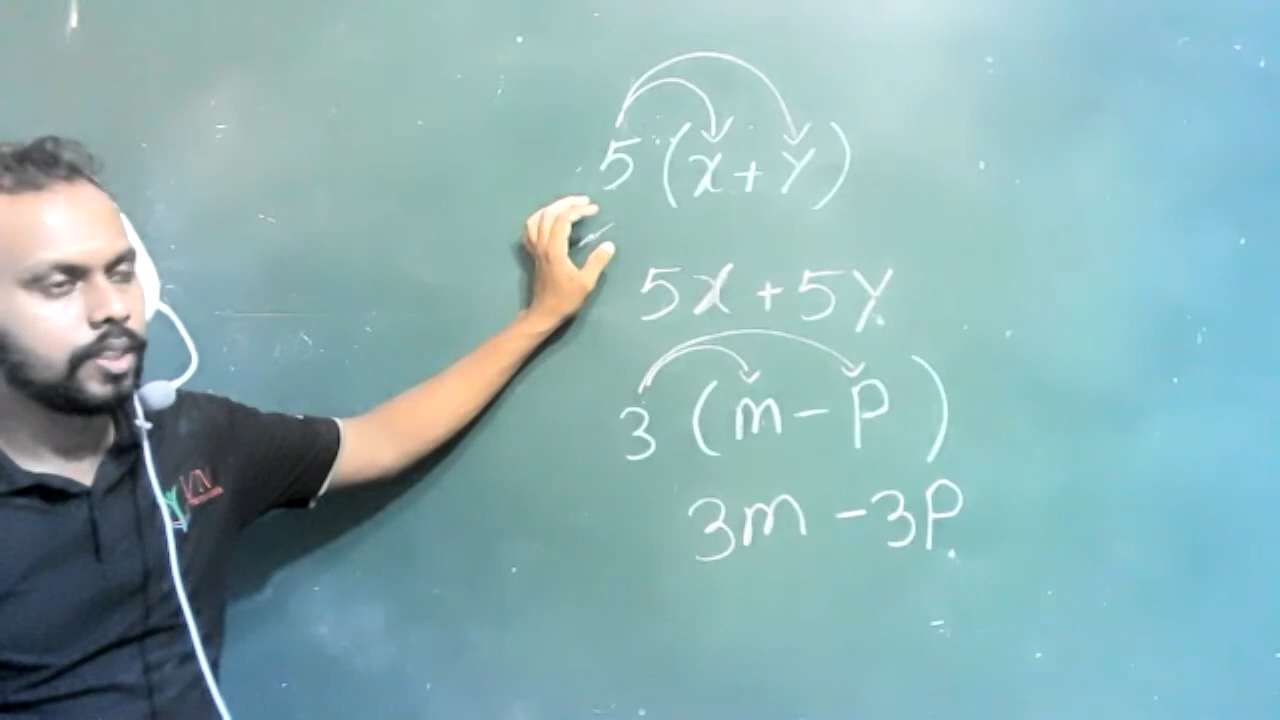 5 (x + y)
5x + 5y
3 (m - p)
3m - 3p